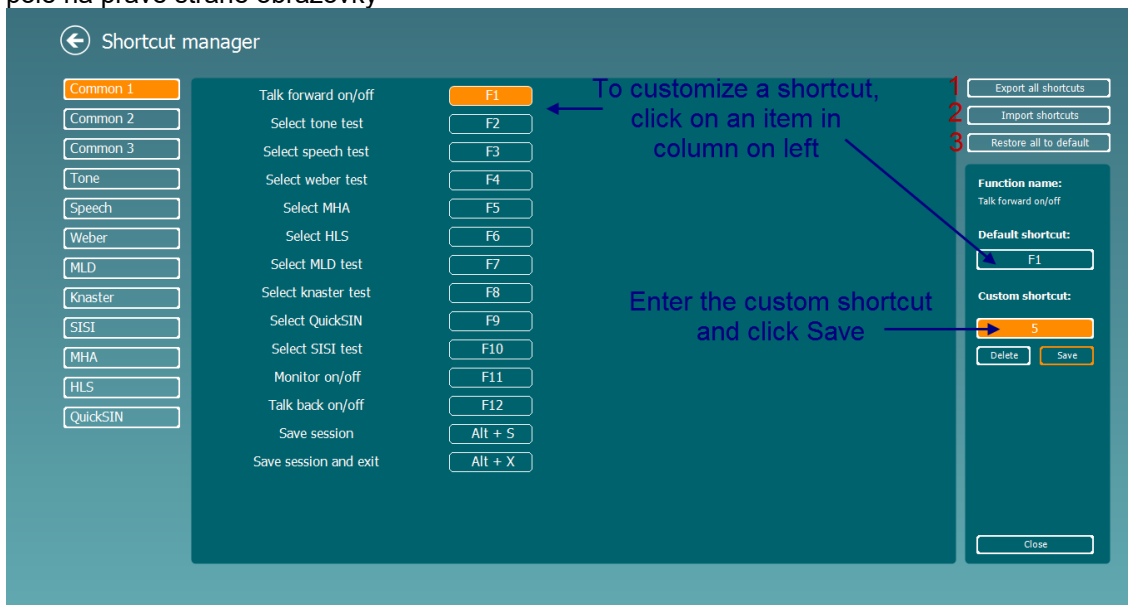 pole na pravé straně obrazovky
Shortcut manager
Common 1
Common 2
Common 3
Tone
Speech
Weber
MLD
Knaster
SISI
MHA
HLS
QuickSIN
Talk forward on/off F1
Select tone test F2
Select speech test F3
Select weber test F4
Select MHA F5
Select HLS F6
Select MLD test F7
Select knaster test F8
Select QuickSIN F9
Select SISI test F10
Monitor on/off F11
Talk back on/off F12
Save session Alt + S
Save session and exit Alt + X
To customize a shortcut,
click on an item in
column on left
Enter the custom shortcut
and click Save
1 Export all shortcuts
2 Import shortcuts
3 Restore all to default
Function name:
Talk forward on/off
Default shortcut:
F1
Custom shortcut:
S
Delete Save
Close